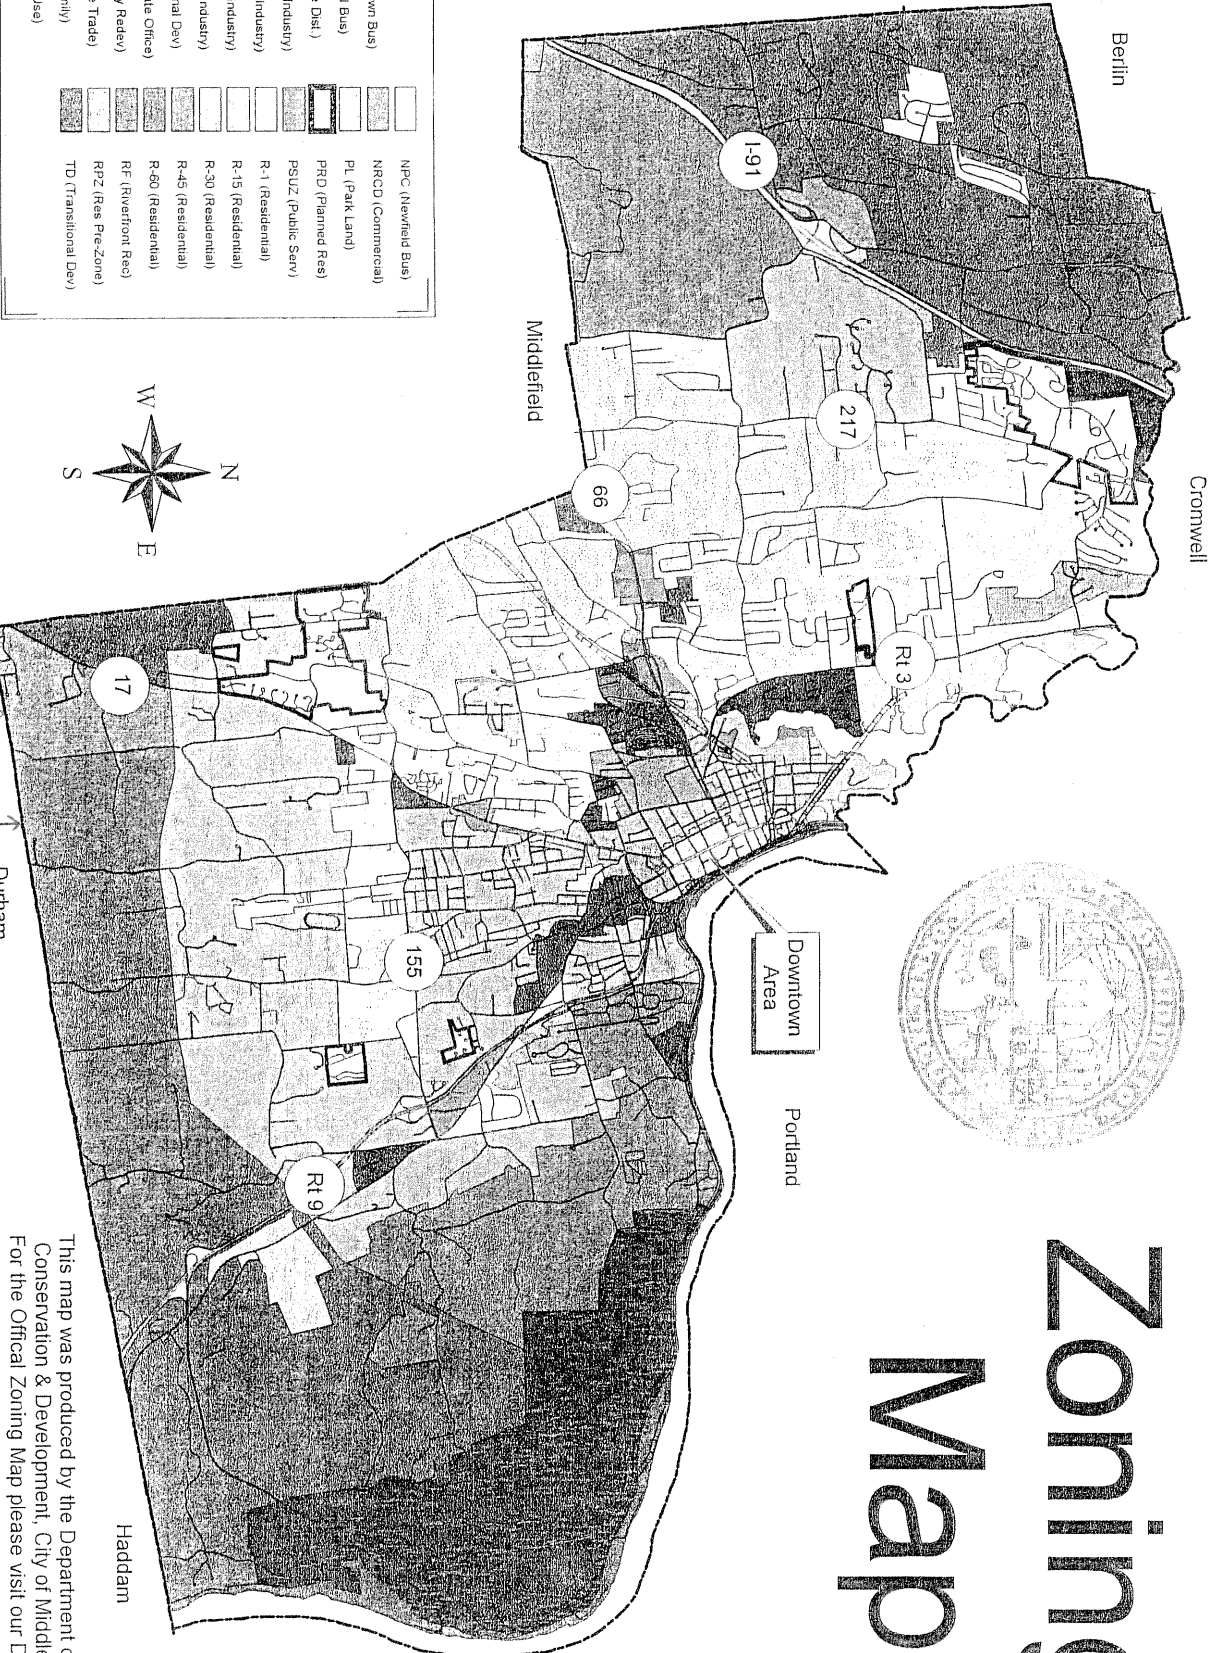 Zoning
Map
Berlin
Cromwell
I-91
Middlefield
217
66
Rt 3
17
155
Rt 9
Downtown
Area
Portland
Durham
Haddam
N
W
E
S
wn Bus)
l Bus)
e Dist.)
Industry)
Industry)
ndustry)
ndustry)
nal Dev)
te Office)
y Redev)
e Trade)
nily)
Jse)
NPC (Newfield Bus)
NRCD (Commercial)
PL (Park Land)
PRD (Planned Res)
PSUZ (Public Serv)
R-1 (Residential)
R-15 (Residential)
R-30 (Residential)
R-45 (Residential)
R-60 (Residential)
RF (Riverfront Rec)
RPZ (Res Pre-Zone)
TD (Transitional Dev)
This map was produced by the Department o
Conservation & Development, City of Middle
For the Offical Zoning Map please visit our D